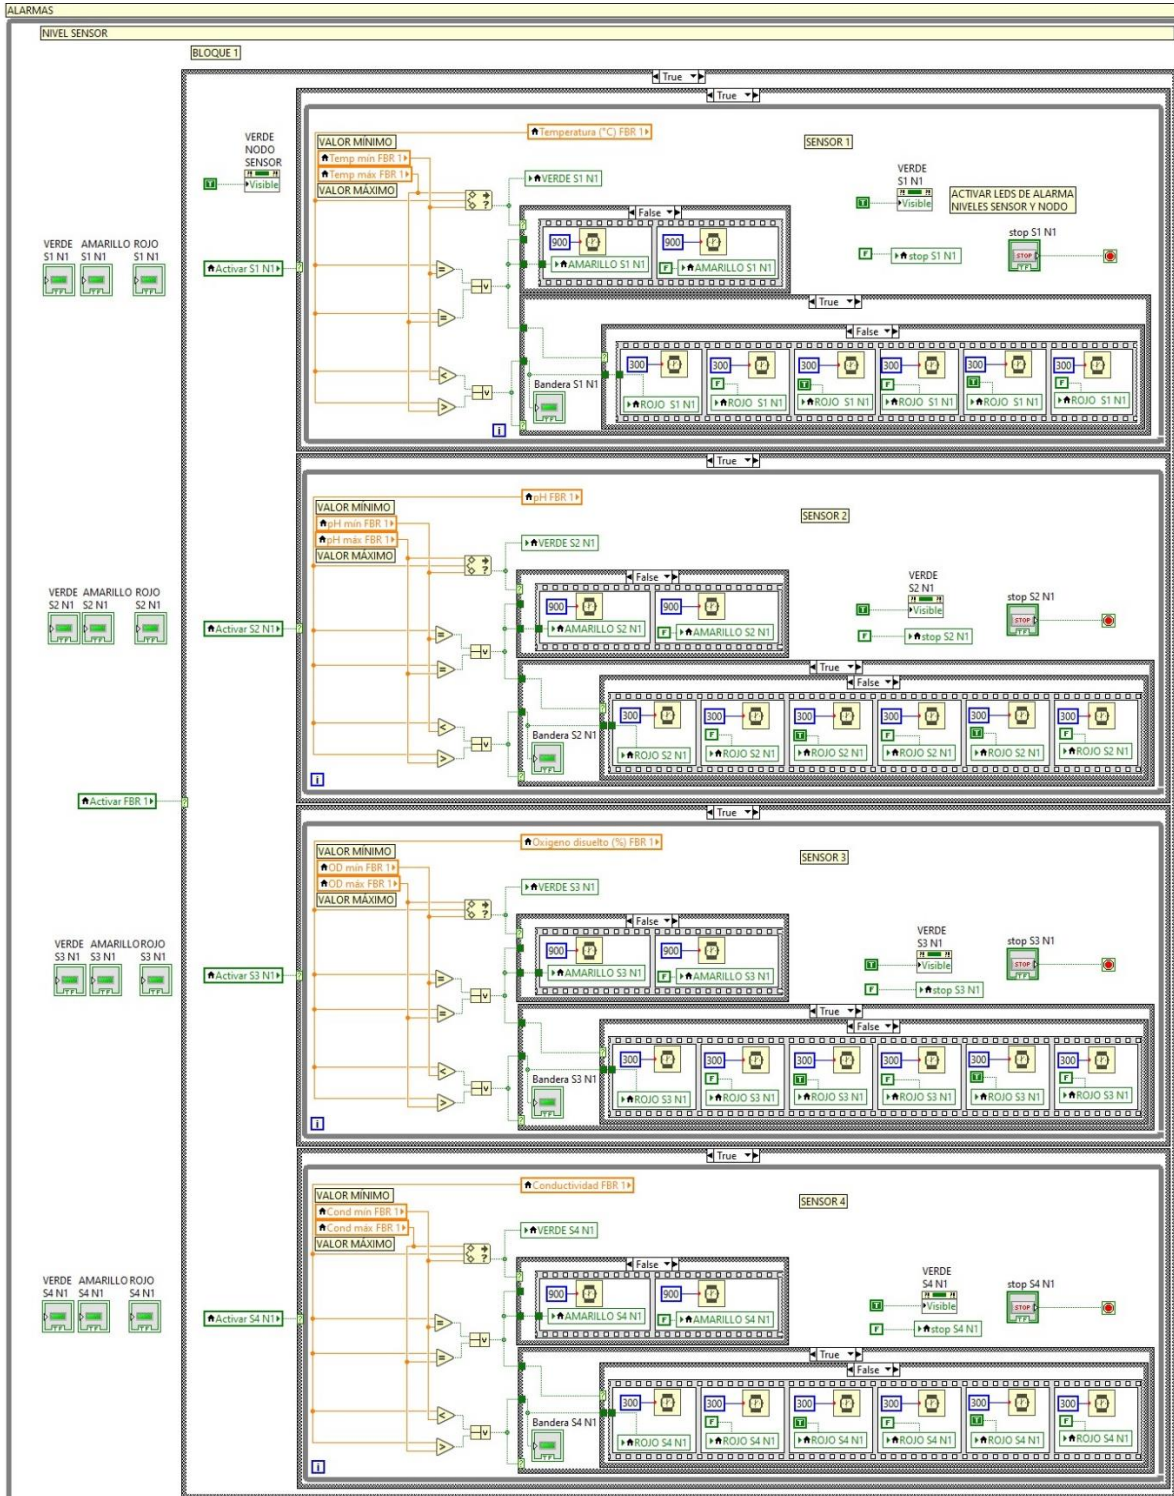 ALARMAS
NIVEL SENSOR
BLOQUE 1
True
True
Temperatura (°C) FBR 1
SENSOR 1
VERDE
NODO
SENSOR
T
Visible
VALOR MÍNIMO
Temp mín FBR 1
Temp máx FBR 1
VALOR MÁXIMO
VERDE S1 N1
VERDE
S1 N1
T
Visible
ACTIVAR LEDS DE ALARMA
NIVELES SENSOR Y NODO
False
900
AMARILLO S1 N1
900
F
AMARILLO S1 N1
F
stop S1 N1
stop S1 N1
STOP
VERDE
S1 N1
AMARILLO
S1 N1
ROJO
S1 N1
Activar S1 N1
True
False
Bandera S1 N1
300
ROJO S1 N1
300
F
ROJO S1 N1
300
T
ROJO S1 N1
300
F
ROJO S1 N1
300
T
ROJO S1 N1
300
F
ROJO S1 N1
i
True
pH FBR 1
SENSOR 2
VALOR MÍNIMO
pH mín FBR 1
pH máx FBR 1
VALOR MÁXIMO
VERDE S2 N1
VERDE
S2 N1
T
Visible
False
900
AMARILLO S2 N1
900
F
AMARILLO S2 N1
F
stop S2 N1
stop S2 N1
STOP
VERDE
S2 N1
AMARILLO
S2 N1
ROJO
S2 N1
Activar S2 N1
True
False
Bandera S2 N1
300
ROJO S2 N1
300
F
ROJO S2 N1
300
T
ROJO S2 N1
300
F
ROJO S2 N1
300
T
ROJO S2 N1
300
F
ROJO S2 N1
i
Activar FBR 1
True
Oxigeno disuelto (%) FBR 1
SENSOR 3
VALOR MÍNIMO
OD mín FBR 1
OD máx FBR 1
VALOR MÁXIMO
VERDE S3 N1
VERDE
S3 N1
T
Visible
False
900
AMARILLO S3 N1
900
F
AMARILLO S3 N1
F
stop S3 N1
stop S3 N1
STOP
VERDE
S3 N1
AMARILLO
S3 N1
ROJO
S3 N1
Activar S3 N1
True
False
Bandera S3 N1
300
ROJO S3 N1
300
F
ROJO S3 N1
300
T
ROJO S3 N1
300
F
ROJO S3 N1
300
T
ROJO S3 N1
300
F
ROJO S3 N1
i
True
Conductividad FBR 1
SENSOR 4
VALOR MÍNIMO
Cond mín FBR 1
Cond máx FBR 1
VALOR MÁXIMO
VERDE S4 N1
VERDE
S4 N1
T
Visible
False
900
AMARILLO S4 N1
900
F
AMARILLO S4 N1
F
stop S4 N1
stop S4 N1
STOP
VERDE
S4 N1
AMARILLO
S4 N1
ROJO
S4 N1
Activar S4 N1
True
False
Bandera S4 N1
300
ROJO S4 N1
300
F
ROJO S4 N1
300
T
ROJO S4 N1
300
F
ROJO S4 N1
300
T
ROJO S4 N1
300
F
ROJO S4 N1
i